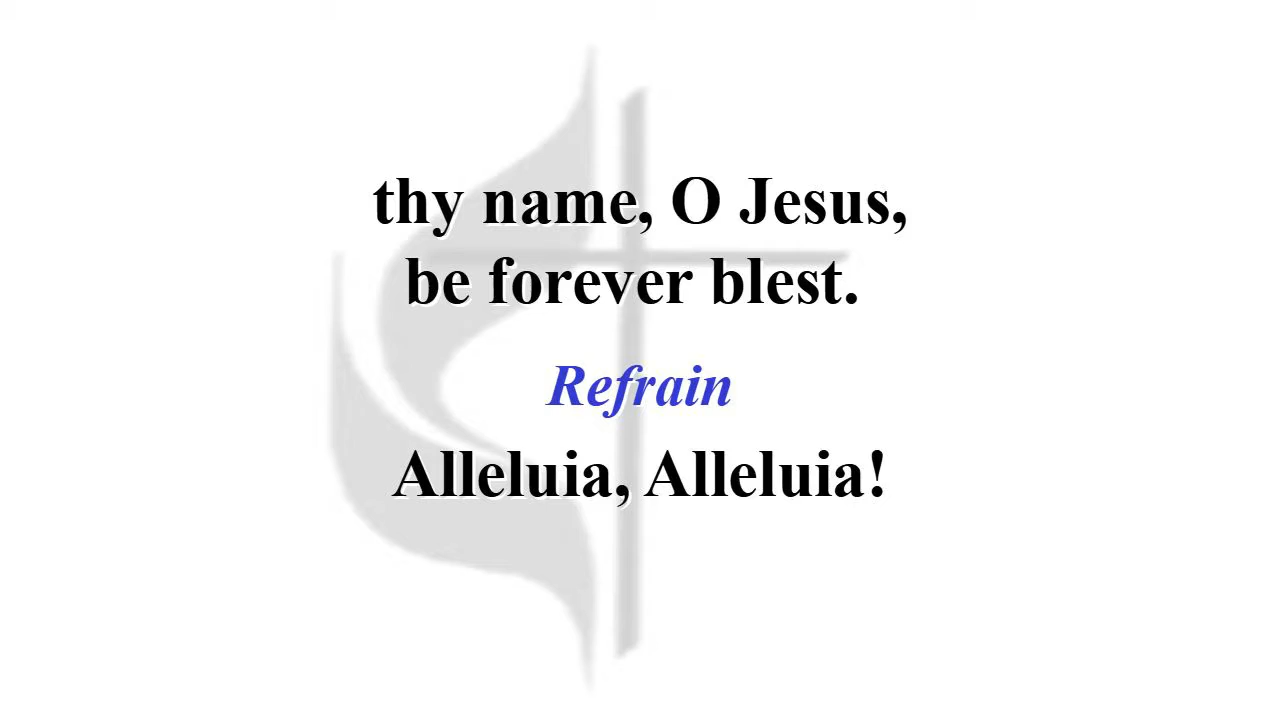 thy name, O Jesus,
be forever blest.
Refrain
Alleluia, Alleluia!